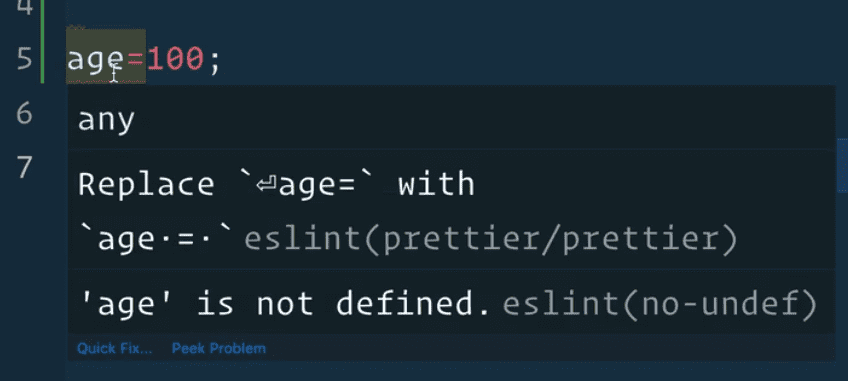 4
5 age=100;
6 any
7 Replace `⏎age=` with
`age·=·` eslint(prettier/prettier)
'age' is not defined. eslint(no-undef)
Quick Fix... Peek Problem